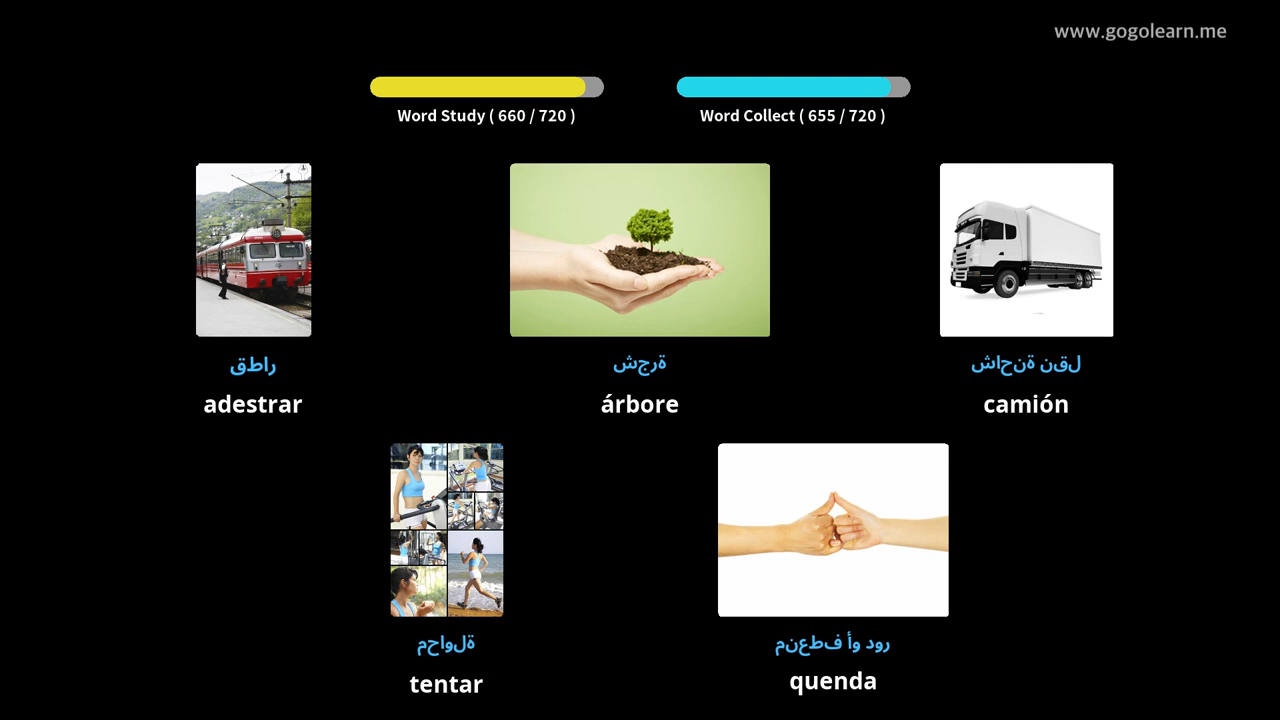 www.gogolearn.me
Word Study ( 660 / 720 )
Word Collect ( 655 / 720 )
راطق
adestrar
ةرجش
árbore
لقن ةنحاش
camión
ةلواحم
tentar
رود وأ فطعنم
quenda